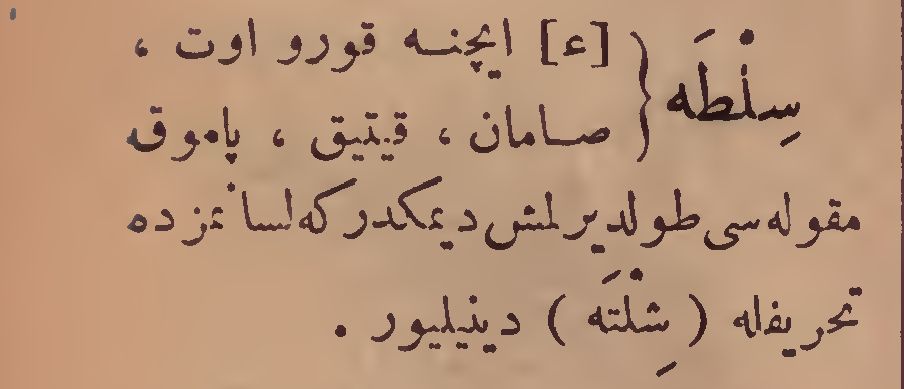 سِلْطَه { [ع] ایچنه قورو اوت ،
صامان ، قیتیق ، پاموق
مقوله‌سی طولدیرلمش دیمکدر که لسانمزده
تحریفله ( شِلْتَه ) دینیلیور .